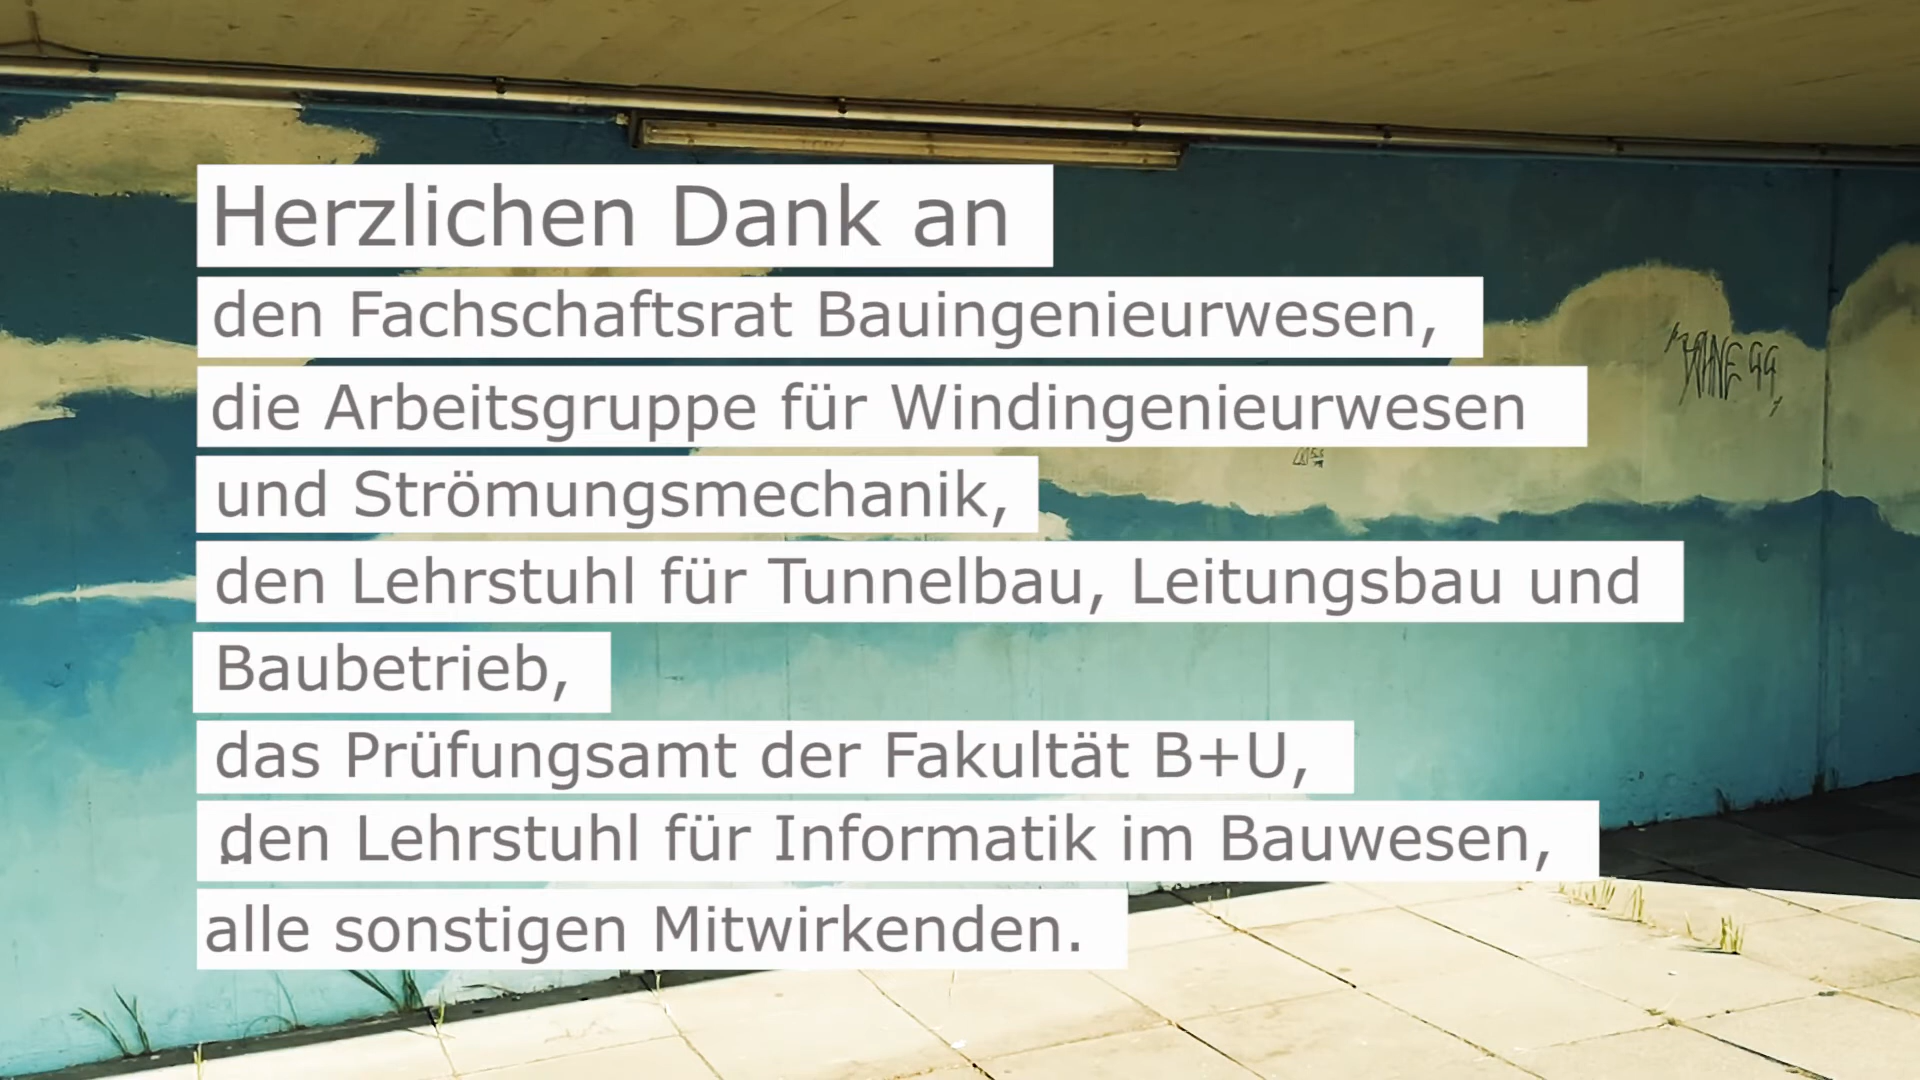 Herzlichen Dank an
den Fachschaftsrat Bauingenieurwesen,
die Arbeitsgruppe für Windingenieurwesen
und Strömungsmechanik,
den Lehrstuhl für Tunnelbau, Leitungsbau und
Baubetrieb,
das Prüfungsamt der Fakultät B+U,
den Lehrstuhl für Informatik im Bauwesen,
alle sonstigen Mitwirkenden.